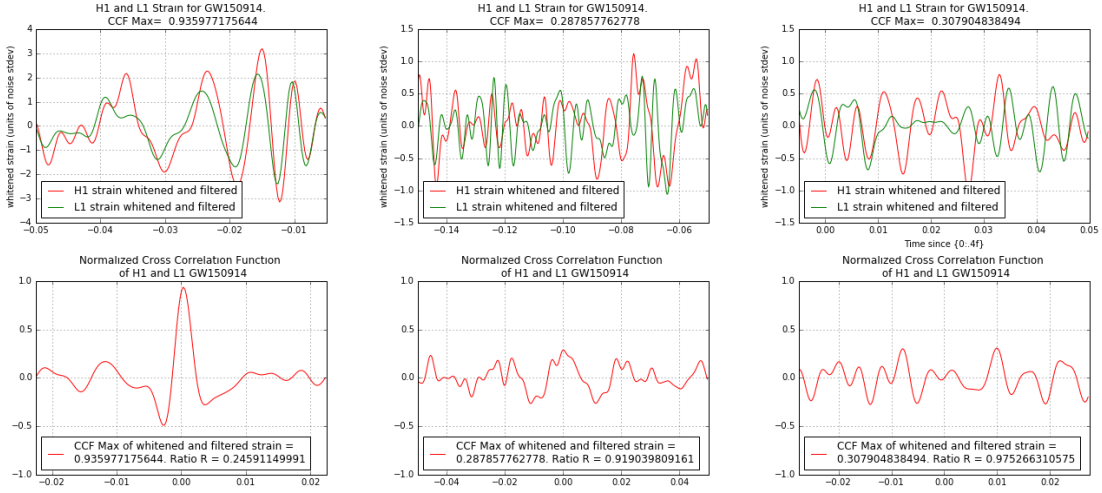 H1 and L1 Strain for GW150914.
CCF Max= 0.935977175644
whitened strain (units of noise stdev)
4
3
2
1
0
−1
−2
−3
−4
H1 strain whitened and filtered
L1 strain whitened and filtered
−0.05 −0.04 −0.03 −0.02 −0.01
H1 and L1 Strain for GW150914.
CCF Max= 0.287857762778
whitened strain (units of noise stdev)
1.5
1.0
0.5
0.0
−0.5
−1.0
−1.5
H1 strain whitened and filtered
L1 strain whitened and filtered
−0.14 −0.12 −0.10 −0.08 −0.06
H1 and L1 Strain for GW150914.
CCF Max= 0.307904838494
whitened strain (units of noise stdev)
1.5
1.0
0.5
0.0
−0.5
−1.0
−1.5
H1 strain whitened and filtered
L1 strain whitened and filtered
0.00 0.01 0.02 0.03 0.04 0.05
Time since {0:.4f}
Normalized Cross Correlation Function
of H1 and L1 GW150914
1.0
0.5
0.0
−0.5
−1.0
CCF Max of whitened and filtered strain =
0.935977175644. Ratio R = 0.24591149991
−0.02 −0.01 0.00 0.01 0.02
Normalized Cross Correlation Function
of H1 and L1 GW150914
1.0
0.5
0.0
−0.5
−1.0
CCF Max of whitened and filtered strain =
0.287857762778. Ratio R = 0.919039809161
−0.04 −0.02 0.00 0.02 0.04
Normalized Cross Correlation Function
of H1 and L1 GW150914
1.0
0.5
0.0
−0.5
−1.0
CCF Max of whitened and filtered strain =
0.307904838494. Ratio R = 0.975266310575
−0.02 −0.01 0.00 0.01 0.02